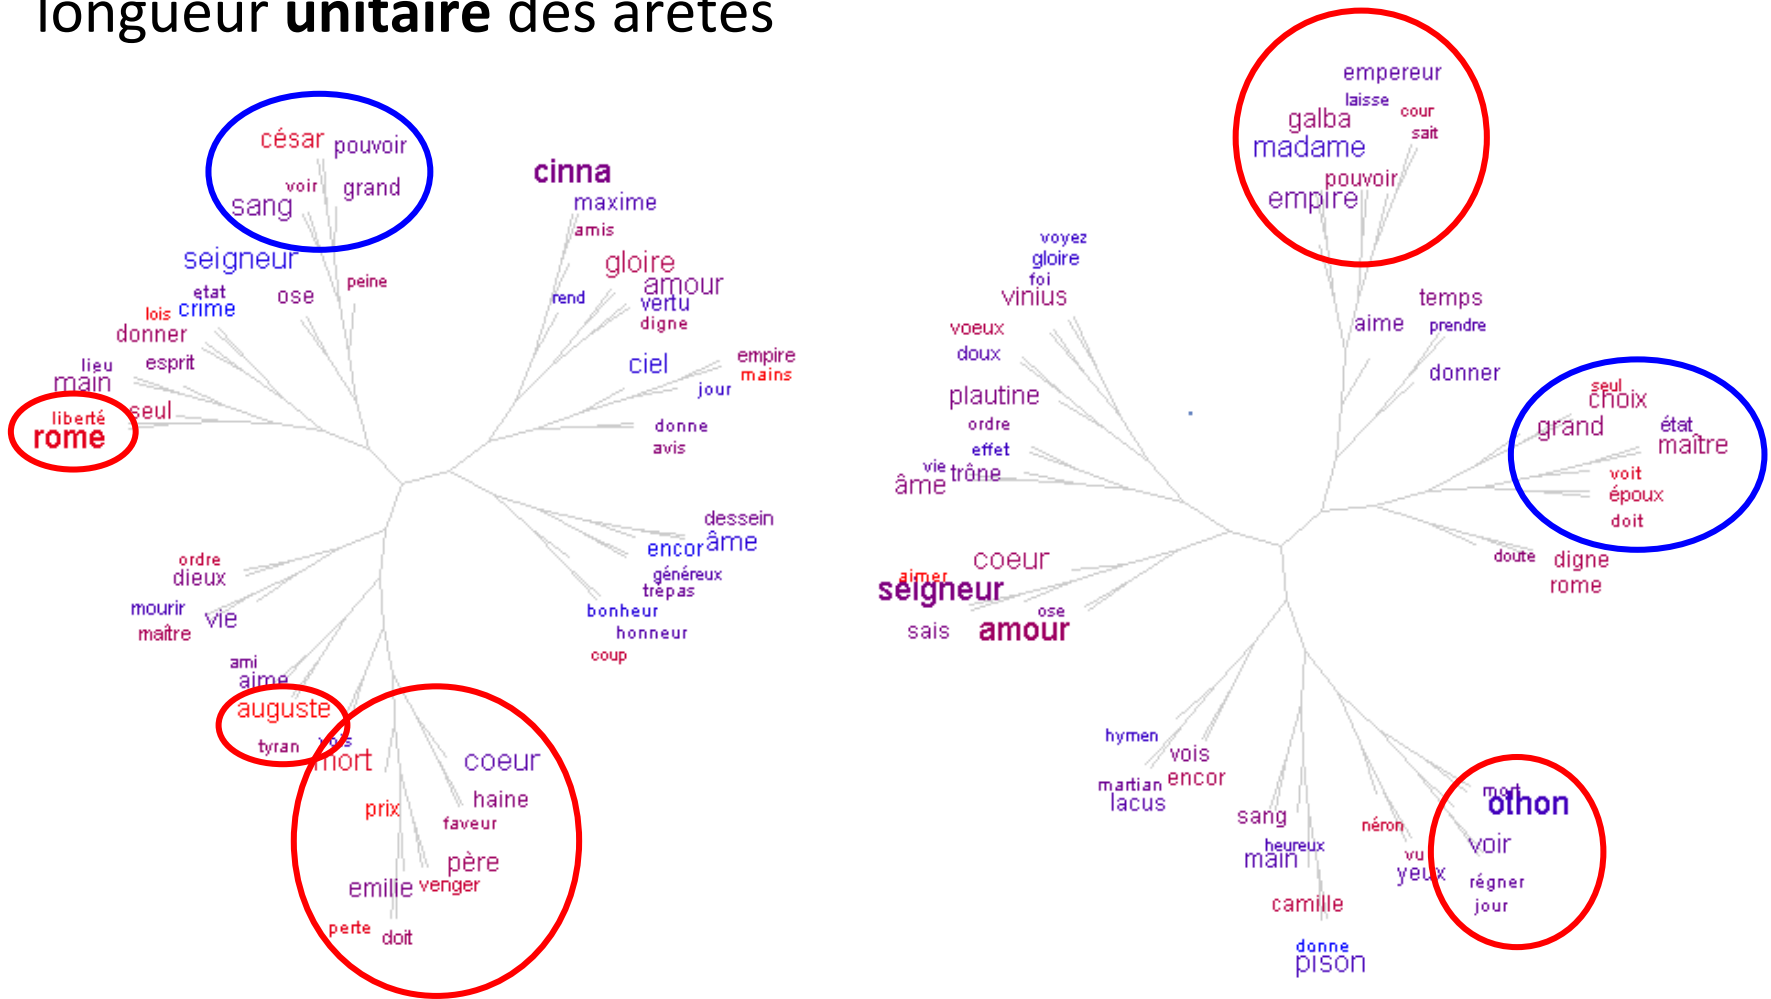 longueur unitaire des arêtes
césar
pouvoir
voir
grand
sang
seigneur
peine
etat
ose
lois
crime
donner
lieu
esprit
main
liberté
seul
rome
cinna
maxime
amis
gloire
amour
rend
vertu
digne
ciel
empire
mains
jour
donne
avis
dessein
encor
âme
généreux
trépas
bonheur
honneur
coup
ordre
dieux
mourir
vie
maître
ami
aime
auguste
tyran
vois
mort
coeur
prix
haine
faveur
père
emilie
venger
perte
doit
empereur
laisse
galba
cour
sait
madame
pouvoir
empire
voyez
gloire
foi
vinius
voeux
doux
plautine
ordre
effet
vie
trône
âme
temps
aime
prendre
donner
seul
choix
grand
état
maître
voit
époux
doit
doute
digne
rome
coeur
aimer
seigneur
ose
sais
amour
hymen
vois
encor
martian
lacus
sang
heureux
main
néron
vu
yeux
mort
othon
voir
régner
jour
camille
donne
pison